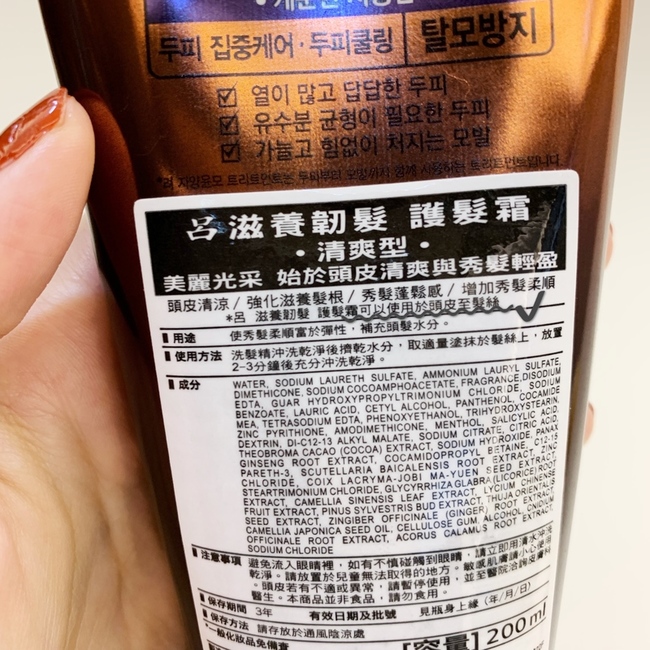 두피 집중케어·두피쿨링 탈모방지
열이 많고 답답한 두피
유수분 균형이 필요한 두피
가늘고 힘없이 처지는 모발
呂滋養韌髮 護髮霜
·清爽型·
美麗光采 始於頭皮清爽與秀髮輕盈
頭皮清涼/強化滋養髮根/秀髮蓬鬆感/增加秀髮柔順
*呂 滋養韌髮 護髮霜可以使用於頭皮至髮絲
用途 使秀髮柔順富於彈性,補充頭髮水分。
使用方法 洗髮精沖洗乾淨後擠乾水分,取適量塗抹於髮絲上,放置
2-3分鐘後充分沖洗乾淨。
成分 WATER, SODIUM LAURETH SULFATE, AMMONIUM LAURYL SULFATE,
DIMETHICONE, SODIUM COCOAMPHOACETATE, FRAGRANCE, DISODIUM
EDTA, GUAR HYDROXYPROPYLTRIMONIUM CHLORIDE, SODIUM
BENZOATE, LAURIC ACID, CETYL ALCOHOL, PANTHENOL, COCAMIDE
MEA, TETRASODIUM EDTA, PHENOXYETHANOL, TRIHYDROXYSTEARIN,
ZINC PYRITHIONE, AMODIMETHICONE, MENTHOL, SALICYLIC ACID,
DEXTRIN, DI-C12-13 ALKYL MALATE, SODIUM CITRATE, CITRIC ACID,
THEOBROMA CACAO (COCOA) EXTRACT, SODIUM HYDROXIDE, PANAX
GINSENG ROOT EXTRACT, COCAMIDOPROPYL BETAINE, C12-15
PARETH-3, SCUTELLARIA BAICALENSIS ROOT EXTRACT, ZINC
CHLORIDE, COIX LACRYMA-JOBI MA-YUEN SEED EXTRACT,
STEARTRIMONIUM CHLORIDE, GLYCYRRHIZA GLABRA (LICORICE) ROOT
EXTRACT, CAMELLIA SINENSIS LEAF EXTRACT, LYCIUM CHINENSE
FRUIT EXTRACT, PINUS SYLVESTRIS BUD EXTRACT, THUJA ORIENTALIS
SEED EXTRACT, ZINGIBER OFFICINALE (GINGER) ROOT EXTRACT,
CAMELLIA JAPONICA SEED OIL, CELLULOSE GUM, ALCOHOL, CNIDIUM
OFFICINALE ROOT EXTRACT, ACORUS CALAMUS ROOT EXTRACT,
SODIUM CHLORIDE
注意事項 避免流入眼睛裡,如有不慎碰觸到眼睛,請立即用清水沖洗
乾淨。請放置於兒童無法取得的地方。敏感肌膚請小心使用
。頭皮若有不適或異常,請暫停使用,並至醫院洽詢皮膚科
醫生。本商品並非食品,請勿食用。
保存期間 3年 有效日期及批號 見瓶身上緣(年/月/日)
保存方法 請存放於通風陰涼處
*一般化妝品免備查
[容量]200ml